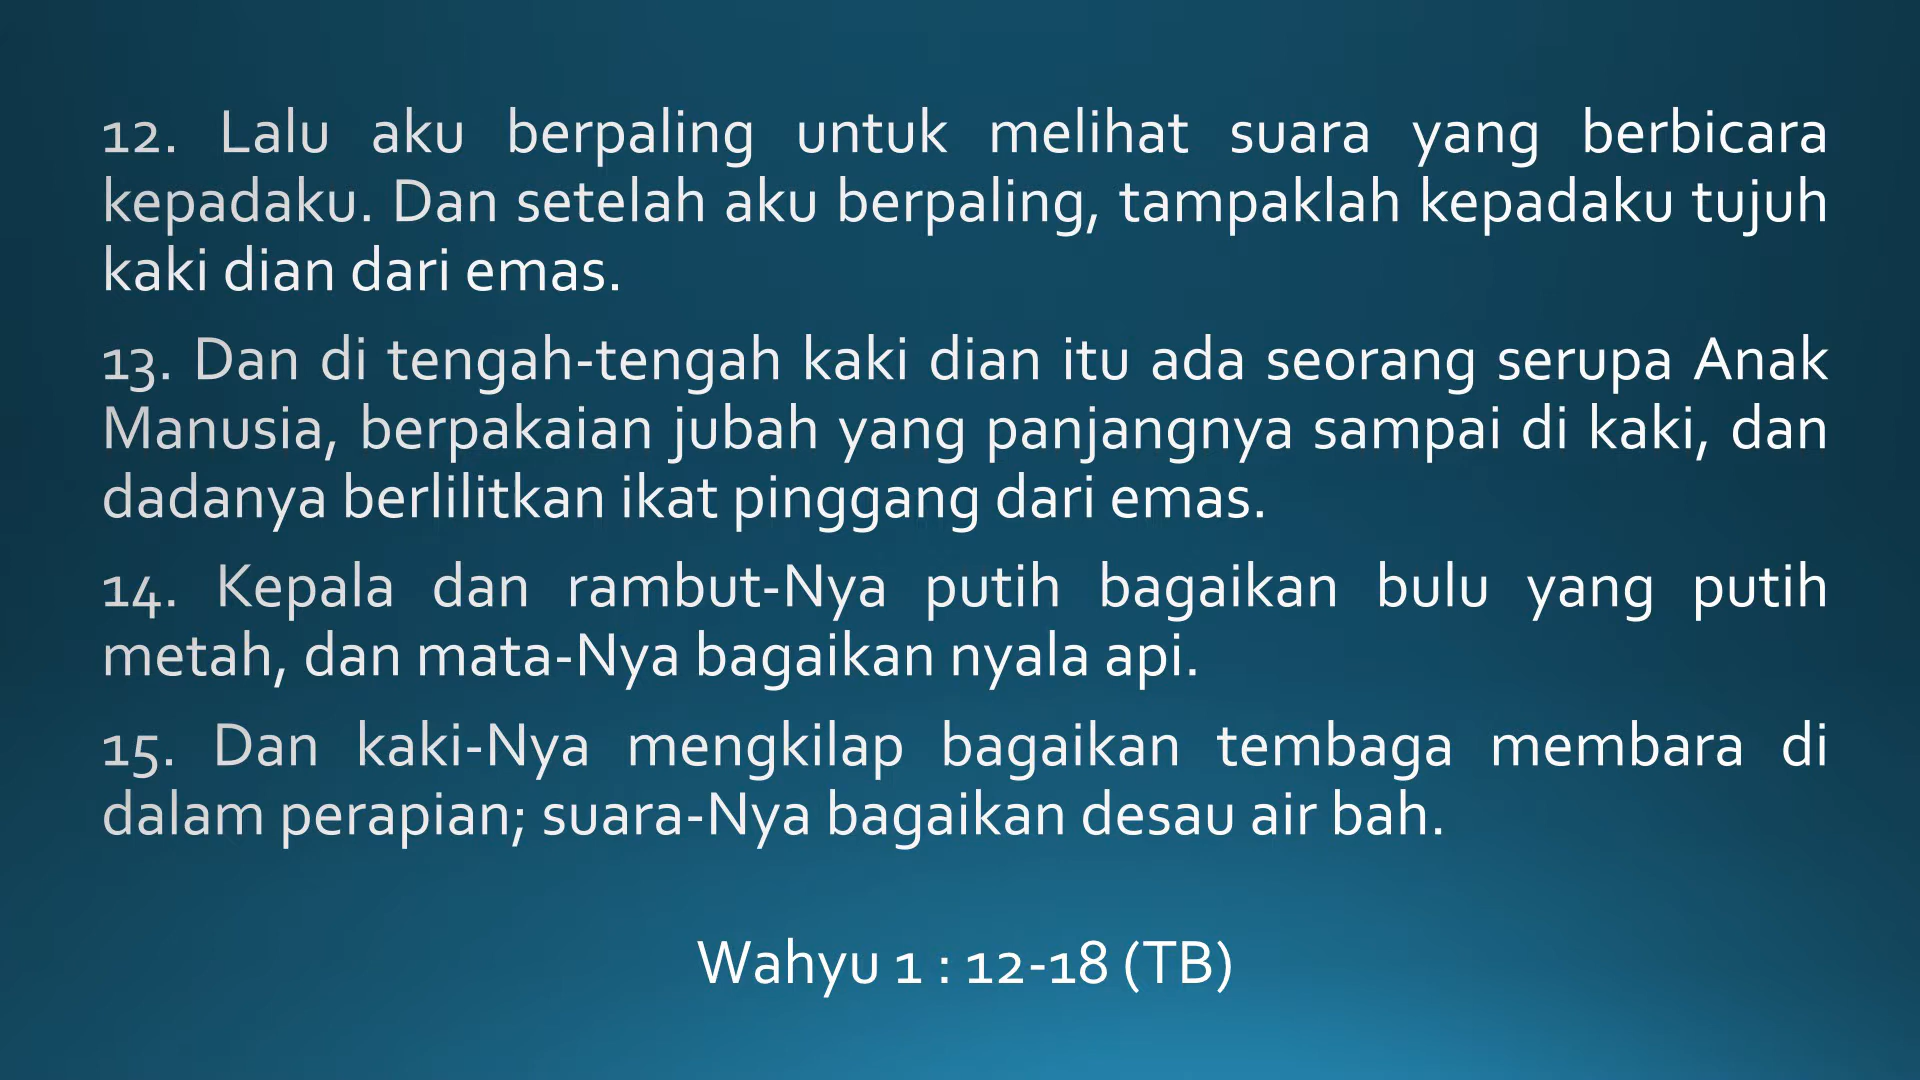 12. Lalu aku berpaling untuk melihat suara yang berbicara
kepadaku. Dan setelah aku berpaling, tampaklah kepadaku tujuh
kaki dian dari emas.
13. Dan di tengah-tengah kaki dian itu ada seorang serupa Anak
Manusia, berpakaian jubah yang panjangnya sampai di kaki, dan
dadanya berlilitkan ikat pinggang dari emas.
14. Kepala dan rambut-Nya putih bagaikan bulu yang putih
metah, dan mata-Nya bagaikan nyala api.
15. Dan kaki-Nya mengkilap bagaikan tembaga membara di
dalam perapian; suara-Nya bagaikan desau air bah.
Wahyu 1 : 12-18 (TB)